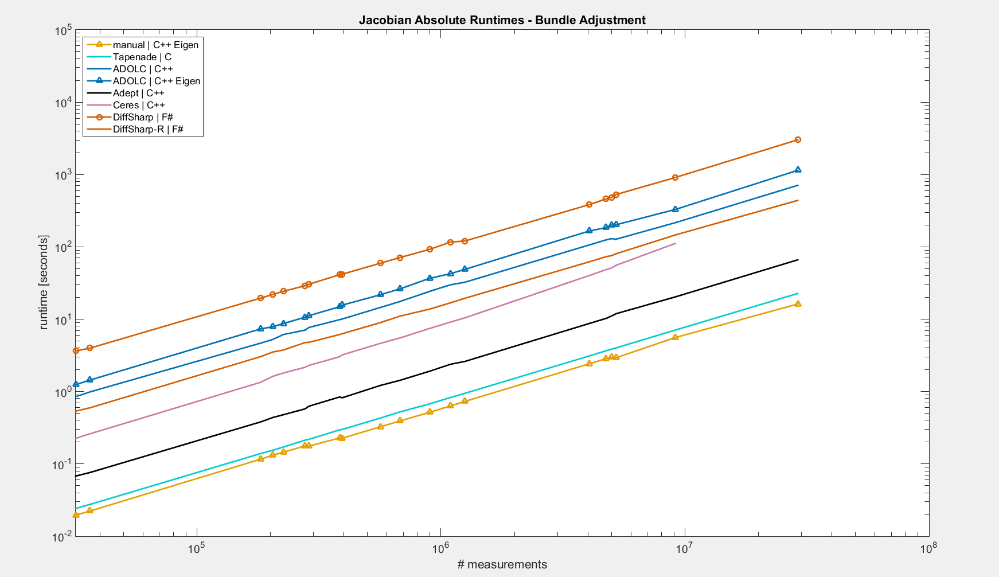 Jacobian Absolute Runtimes - Bundle Adjustment
manual | C++ Eigen
Tapenade | C
ADOLC | C++
ADOLC | C++ Eigen
Adept | C++
Ceres | C++
DiffSharp | F#
DiffSharp-R | F#
runtime [seconds]
10^5
10^4
10^3
10^2
10^1
10^0
10^-1
10^-2
10^5 10^6 10^7 10^8
# measurements